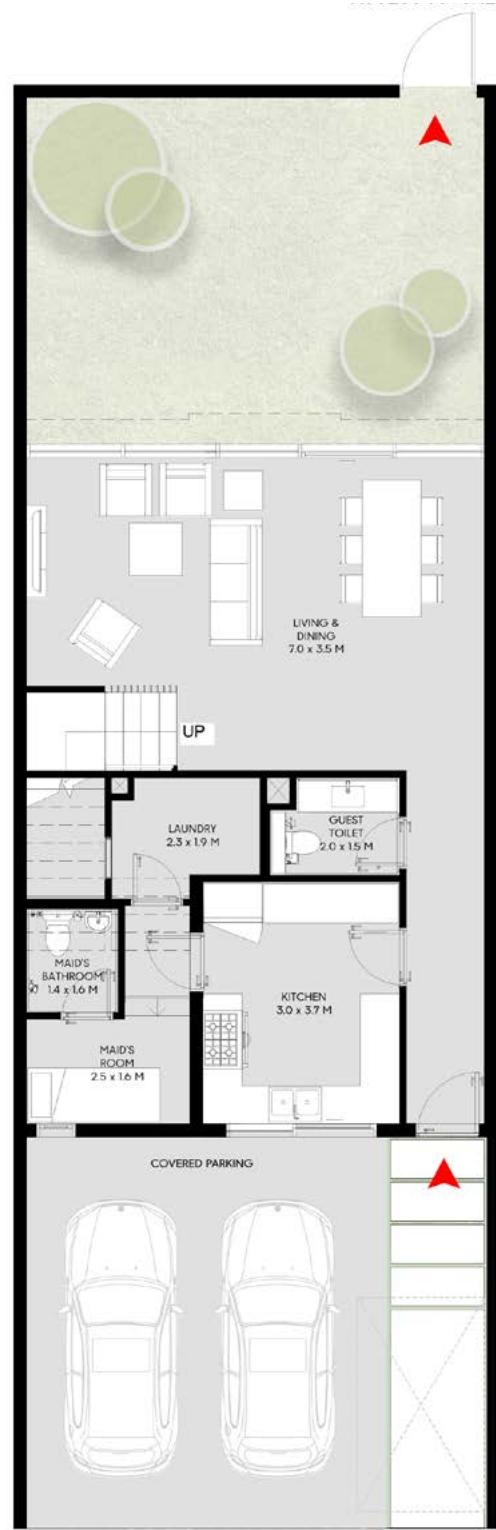 LIVING &
DINING
7.0 x 3.5 M
UP
LAUNDRY
2.3 x 1.9 M
GUEST
TOILET
2.0 x 1.5 M
MAID'S
BATHROOM
1.4 x 1.6 M
KITCHEN
3.0 x 3.7 M
MAID'S
ROOM
2.5 x 1.6 M
COVERED PARKING